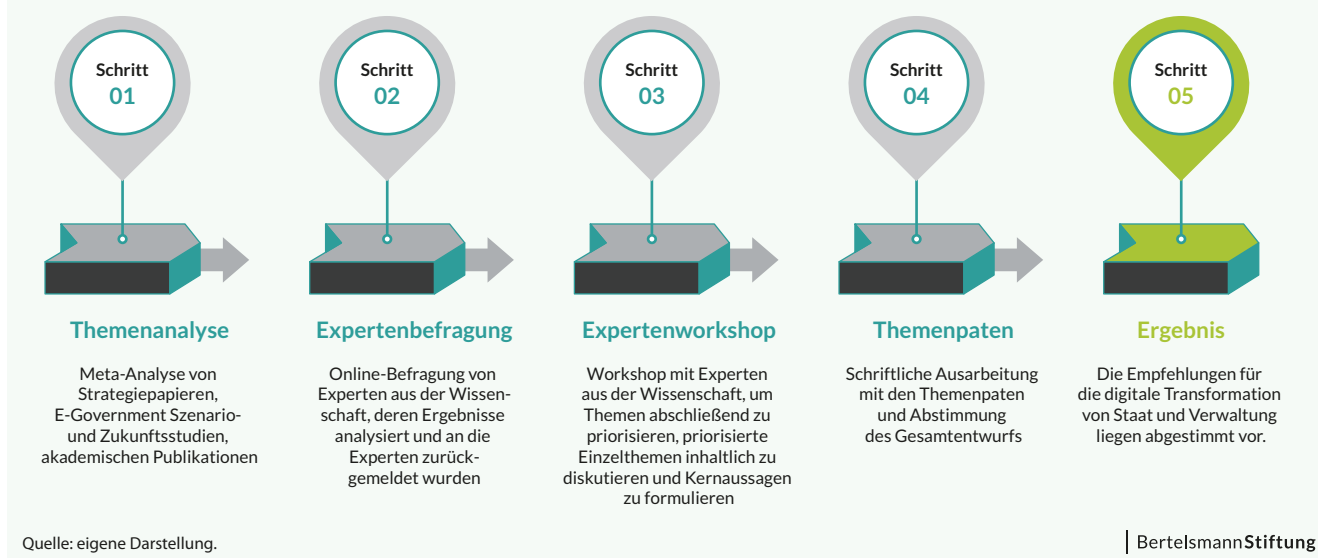 Schritt
01
Schritt
02
Schritt
03
Schritt
04
Schritt
05
Themenanalyse
Meta-Analyse von
Strategiepapieren,
E-Government Szenario-
und Zukunftsstudien,
akademischen Publikationen
Expertenbefragung
Online-Befragung von
Experten aus der Wissen-
schaft, deren Ergebnisse
analysiert und an die
Experten zurück-
gemeldet wurden
Expertenworkshop
Workshop mit Experten
aus der Wissenschaft, um
Themen abschließend zu
priorisieren, priorisierte
Einzelthemen inhaltlich zu
diskutieren und Kernaussagen
zu formulieren
Themenpaten
Schriftliche Ausarbeitung
mit den Themenpaten
und Abstimmung
des Gesamtentwurfs
Ergebnis
Die Empfehlungen für
die digitale Transformation
von Staat und Verwaltung
liegen abgestimmt vor.
Quelle: eigene Darstellung.
BertelsmannStiftung